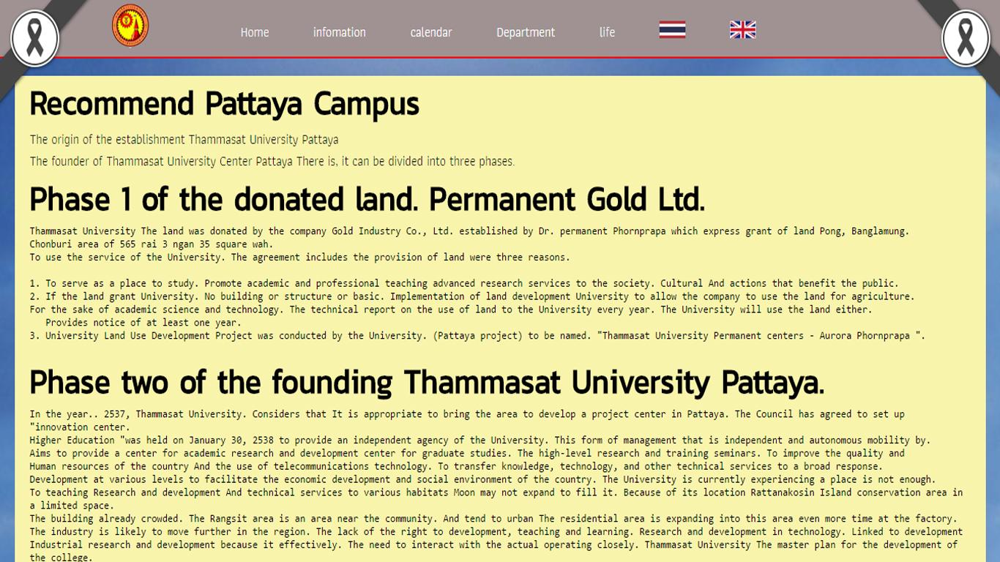 Home infomation calendar Department life
Recommend Pattaya Campus
The origin of the establishment Thammasat University Pattaya
The founder of Thammasat University Center Pattaya There is, it can be divided into three phases.
Phase 1 of the donated land. Permanent Gold Ltd.
Thammasat University The land was donated by the company Gold Industry Co., Ltd. established by Dr. permanent Phornprapa which express grant of land Pong, Banglamung.
Chonburi area of 565 rai 3 ngan 35 square wah.
To use the service of the University. The agreement includes the provision of land were three reasons.
1. To serve as a place to study. Promote academic and professional teaching advanced research services to the society. Cultural And actions that benefit the public.
2. If the land grant University. No building or structure or basic. Implementation of land development University to allow the company to use the land for agriculture.
For the sake of academic science and technology. The technical report on the use of land to the University every year. The University will use the land either.
Provides notice of at least one year.
3. University Land Use Development Project was conducted by the University. (Pattaya project) to be named. "Thammasat University Permanent centers - Aurora Phornprapa ".
Phase two of the founding Thammasat University Pattaya.
In the year.. 2537, Thammasat University. Considers that It is appropriate to bring the area to develop a project center in Pattaya. The Council has agreed to set up
"innovation center.
Higher Education "was held on January 30, 2538 to provide an independent agency of the University. This form of management that is independent and autonomous mobility by.
Aims to provide a center for academic research and development center for graduate studies. The high-level research and training seminars. To improve the quality and
Human resources of the country And the use of telecommunications technology. To transfer knowledge, technology, and other technical services to a broad response.
Development at various levels to facilitate the economic development and social environment of the country. The University is currently experiencing a place is not enough.
To teaching Research and development And technical services to various habitats Moon may not expand to fill it. Because of its location Rattanakosin Island conservation area in
a limited space.
The building already crowded. The Rangsit area is an area near the community. And tend to urban The residential area is expanding into this area even more time at the factory.
The industry is likely to move further in the region. The lack of the right to development, teaching and learning. Research and development in technology. Linked to development
Industrial research and development because it effectively. The need to interact with the actual operating closely. Thammasat University The master plan for the development of
the college.